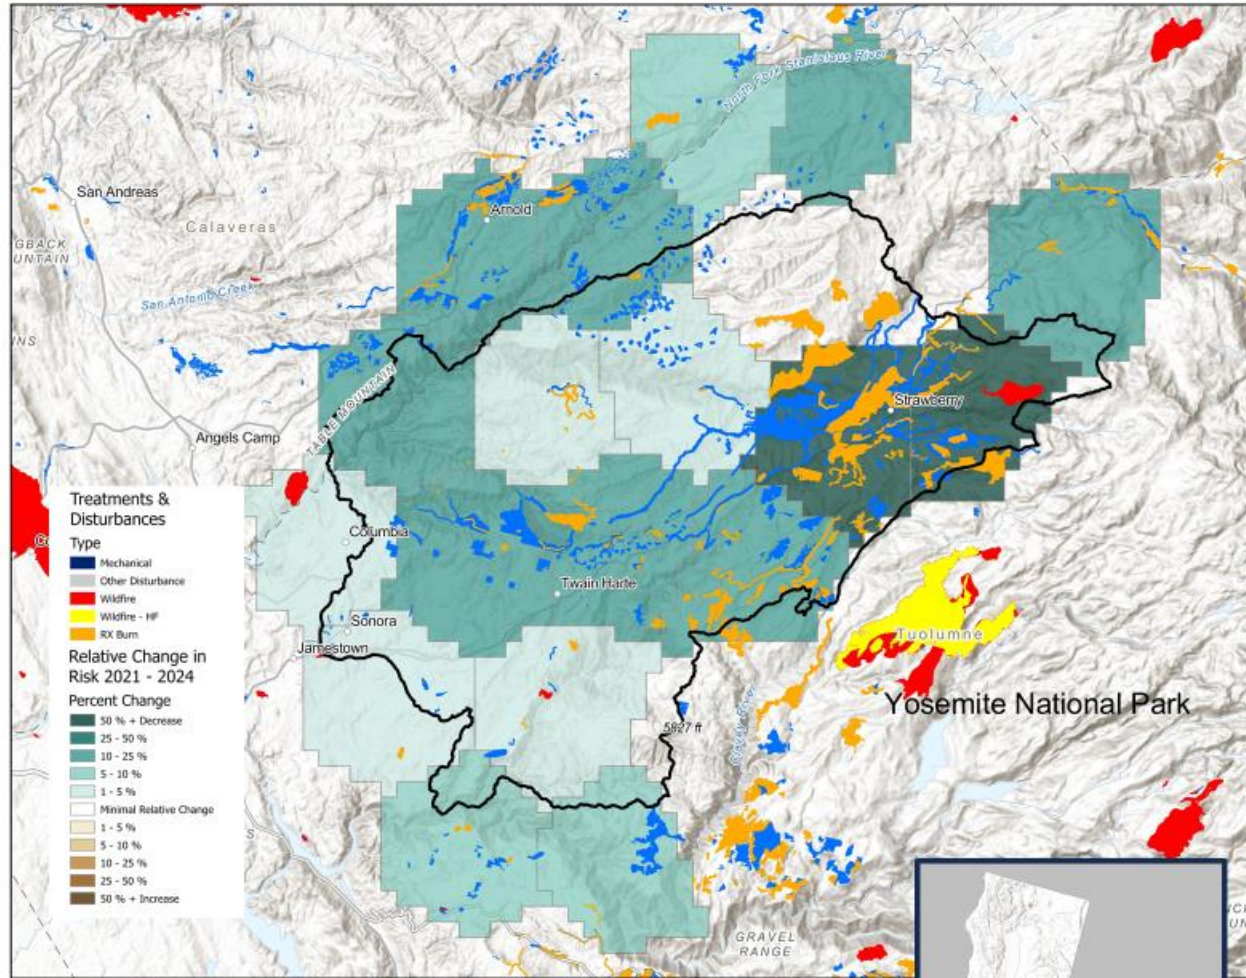 North Fork Stanislaus River
San Andreas
Arnold
Calaveras
GBACK
UNTAIN
San Antonio Creek
INS
Strawberry
TABLE MOUNTAIN
Angels Camp
Treatments &
Disturbances
Type
Mechanical
Other Disturbance
Wildfire
Wildfire - HF
RX Burn
Relative Change in
Risk 2021 - 2024
Percent Change
50 % + Decrease
25 - 50 %
10 - 25 %
5 - 10 %
1 - 5 %
Minimal Relative Change
1 - 5 %
5 - 10 %
10 - 25 %
25 - 50 %
50 % + Increase
Columbia
Twain Harte
Sonora
Jamestown
Tuolumne
Yosemite National Park
5827 ft
Clavey River
GRAVEL
RANGE